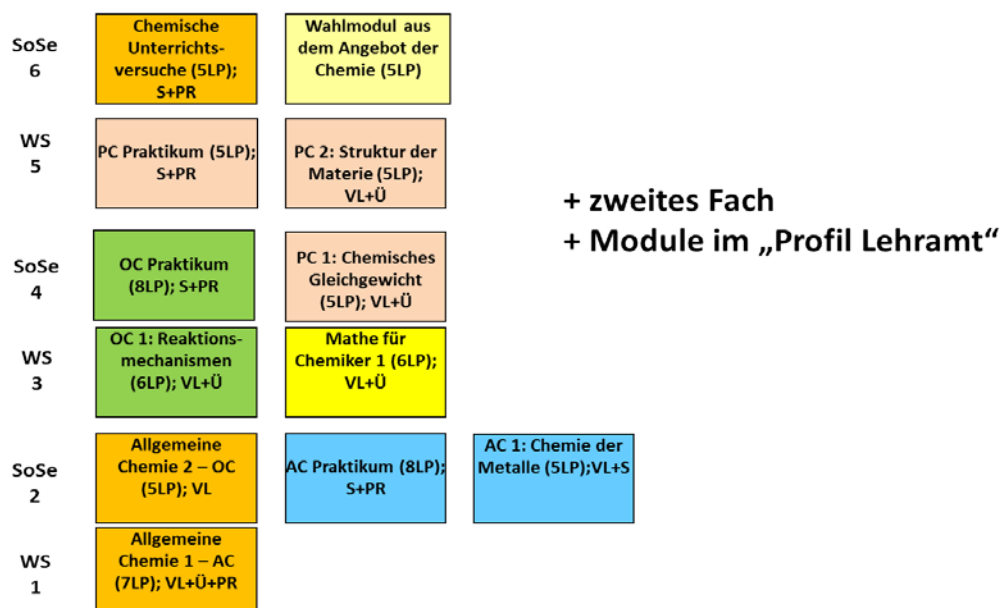 SoSe
6
Chemische
Unterrichts-
versuche (5LP);
S+PR
Wahlmodul aus
dem Angebot der
Chemie (5LP)
WS
5
PC Praktikum (5LP);
S+PR
PC 2: Struktur der
Materie (5LP);
VL+Ü
+ zweites Fach
+ Module im „Profil Lehramt“
SoSe
4
OC Praktikum
(8LP); S+PR
PC 1: Chemisches
Gleichgewicht
(5LP); VL+Ü
WS
3
OC 1: Reaktions-
mechanismen
(6LP); VL+Ü
Mathe für
Chemiker 1 (6LP);
VL+Ü
SoSe
2
Allgemeine
Chemie 2 – OC
(5LP); VL
AC Praktikum (8LP);
S+PR
AC 1: Chemie der
Metalle (5LP);VL+S
WS
1
Allgemeine
Chemie 1 – AC
(7LP); VL+Ü+PR